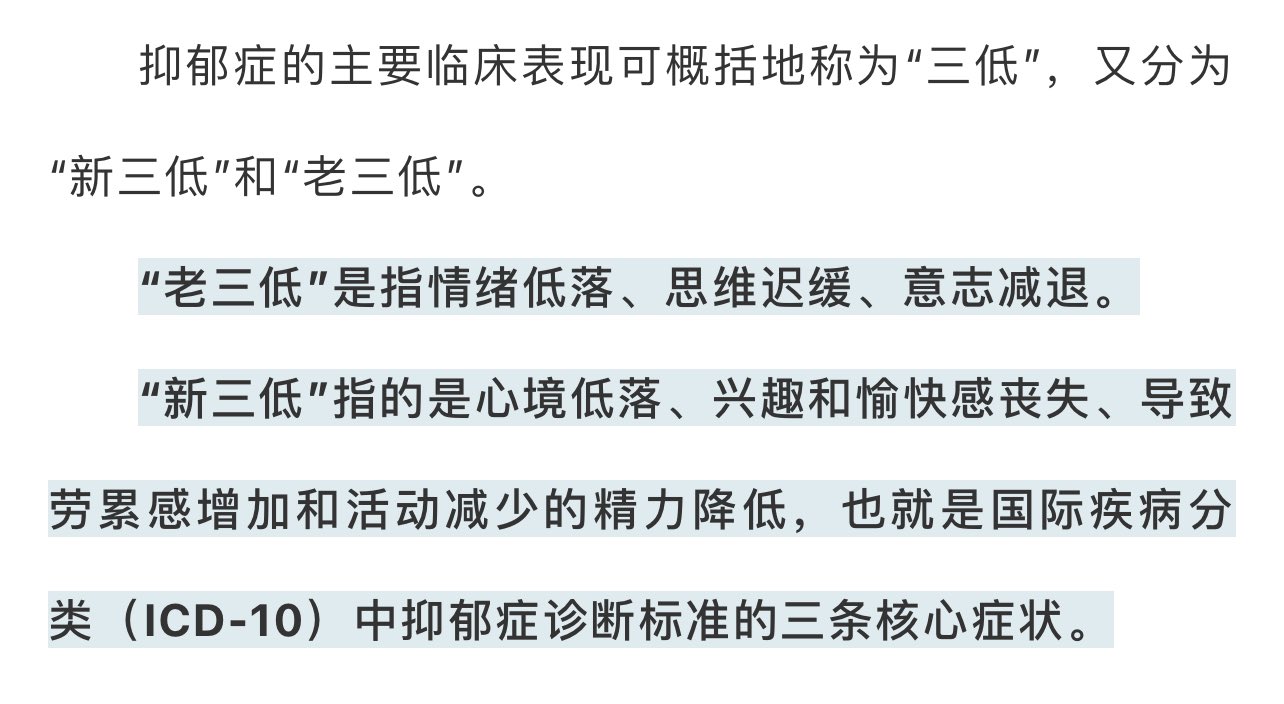 抑郁症的主要临床表现可概括地称为“三低”，又分为
“新三低”和“老三低”。
“老三低”是指情绪低落、思维迟缓、意志减退。
“新三低”指的是心境低落、兴趣和愉快感丧失、导致
劳累感增加和活动减少的精力降低，也就是国际疾病分
类（ICD-10）中抑郁症诊断标准的三条核心症状。